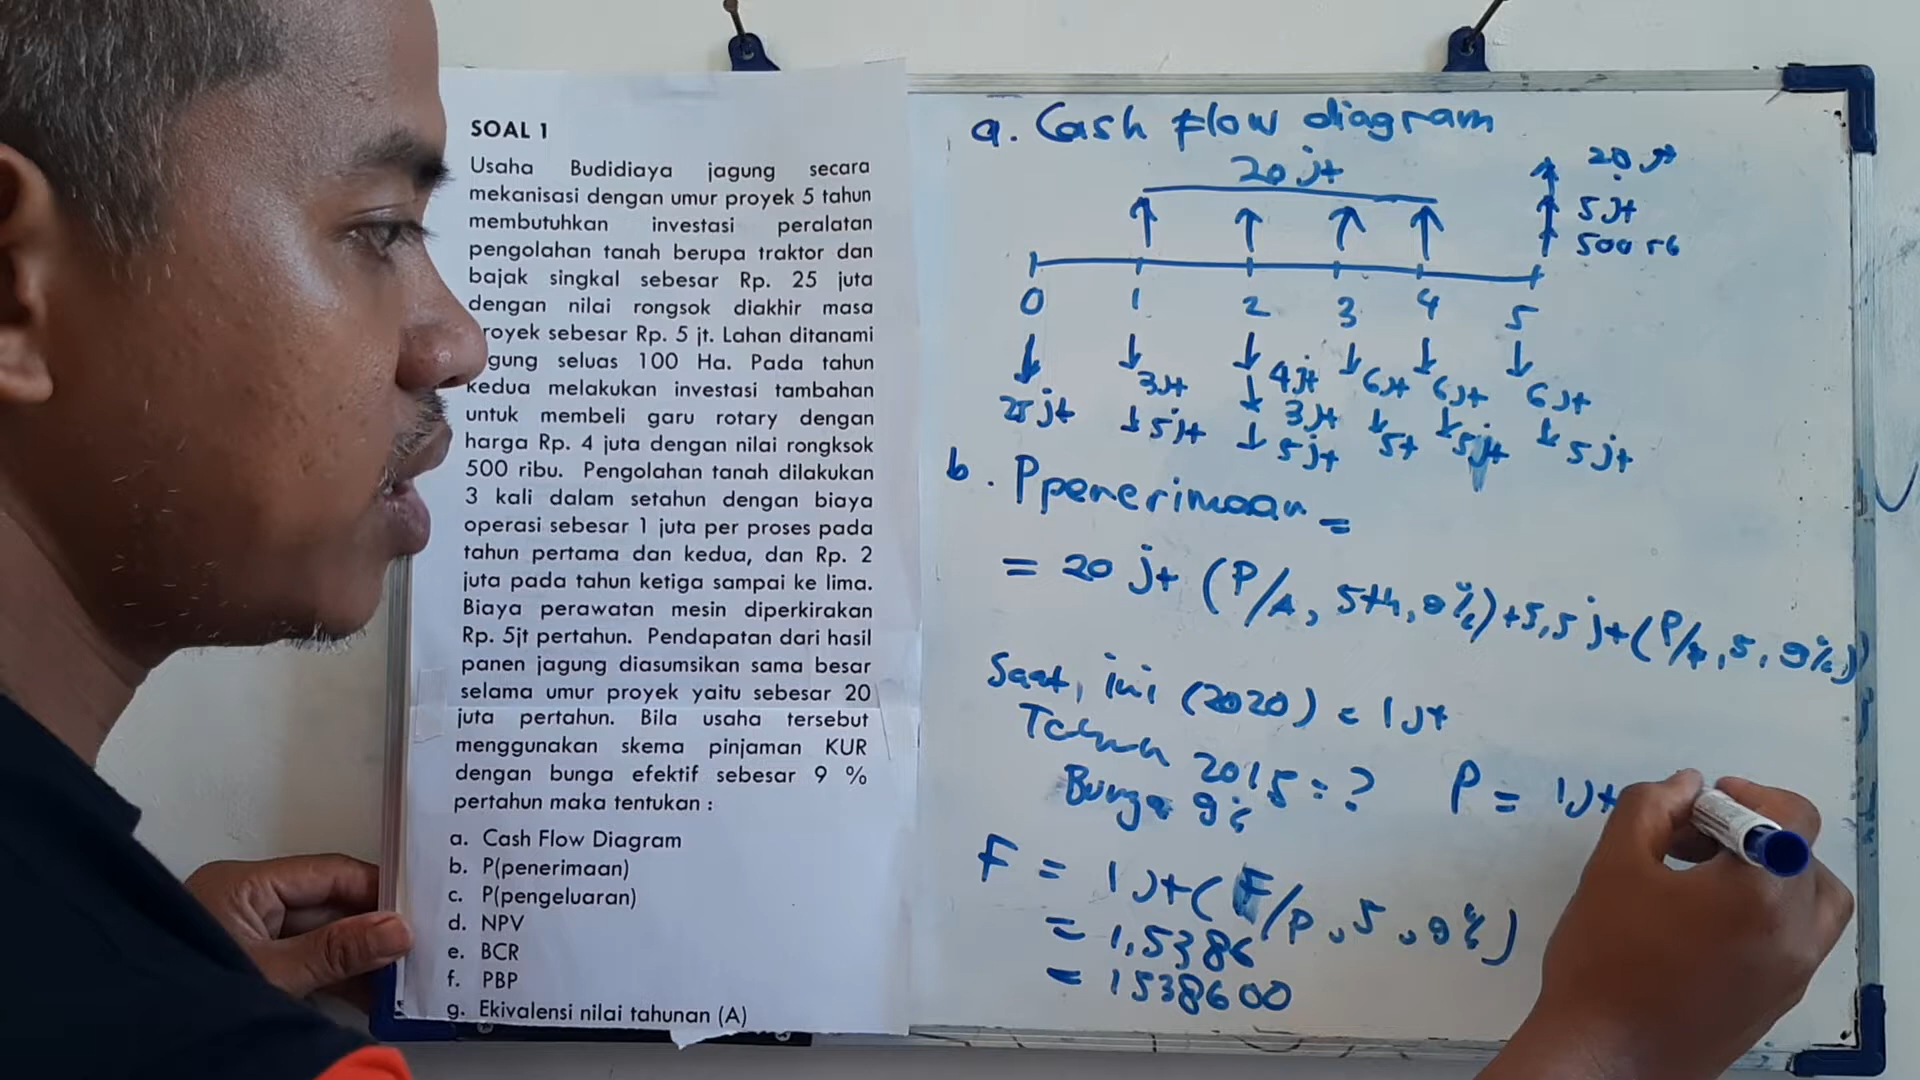 SOAL 1
Usaha Budidiaya jagung secara
mekanisasi dengan umur proyek 5 tahun
membutuhkan investasi peralatan
pengolahan tanah berupa traktor dan
bajak singkal sebesar Rp. 25 juta
dengan nilai rongsok diakhir masa
royek sebesar Rp. 5 jt. Lahan ditanami
gung seluas 100 Ha. Pada tahun
kedua melakukan investasi tambahan
untuk membeli garu rotary dengan
harga Rp. 4 juta dengan nilai rongksok
500 ribu. Pengolahan tanah dilakukan
3 kali dalam setahun dengan biaya
operasi sebesar 1 juta per proses pada
tahun pertama dan kedua, dan Rp. 2
juta pada tahun ketiga sampai ke lima.
Biaya perawatan mesin diperkirakan
Rp. 5jt pertahun. Pendapatan dari hasil
panen jagung diasumsikan sama besar
selama umur proyek yaitu sebesar 20
juta pertahun. Bila usaha tersebut
menggunakan skema pinjaman KUR
dengan bunga efektif sebesar 9 %
pertahun maka tentukan :
a. Cash Flow Diagram
b. P(penerimaan)
c. P(pengeluaran)
d. NPV
e. BCR
f. PBP
g. Ekivalensi nilai tahunan (A)
a. Cash flow diagram
20 jt
20 jt
5 jt
500 rb
0 1 2 3 4 5
25 jt 3 jt 4 jt 6 jt 6 jt 6 jt
5 jt 3 jt 5 t 5 jt 5 jt
5 jt
b. P penerimaan =
= 20 jt (P/A, 5th, 9%) + 5,5 jt (P/F, 5, 9%)
Saat ini (2020) = 1 jt
Tahun 2015 = ? P = 1 jt
Bunga 9%
F = 1 jt (F/P, 5, 9%)
= 1,5386
= 1538600